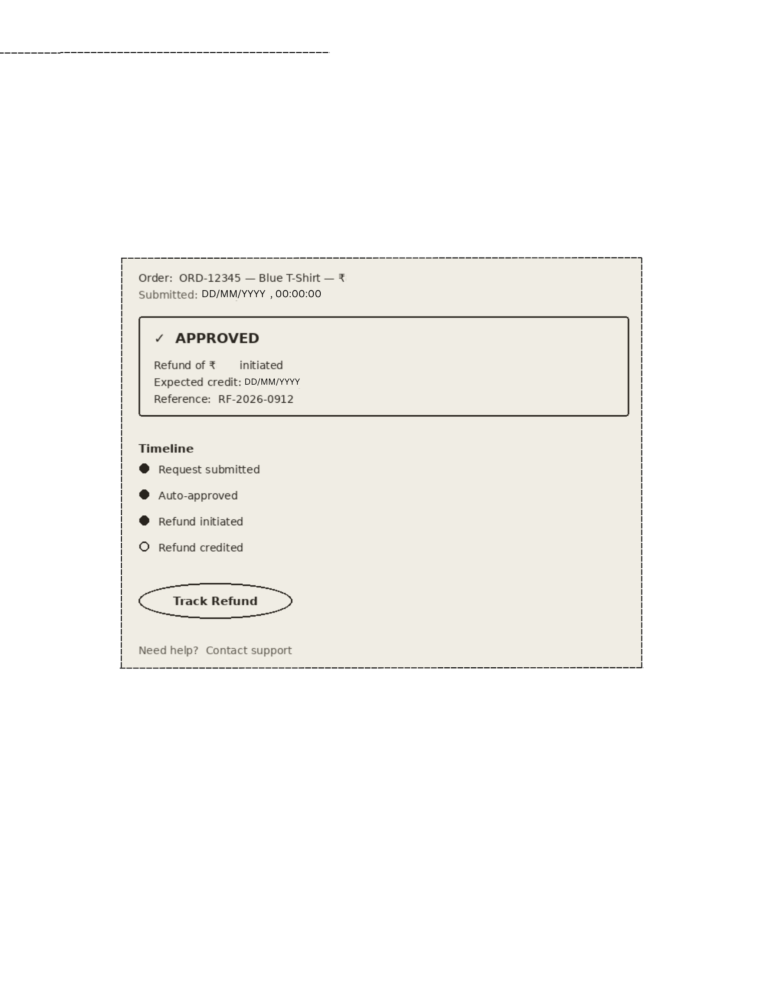 Order: ORD-12345 — Blue T-Shirt — ₹
Submitted: DD/MM/YYYY , 00:00:00
✓ APPROVED
Refund of ₹ initiated
Expected credit: DD/MM/YYYY
Reference: RF-2026-0912
Timeline
Request submitted
Auto-approved
Refund initiated
Refund credited
Track Refund
Need help? Contact support